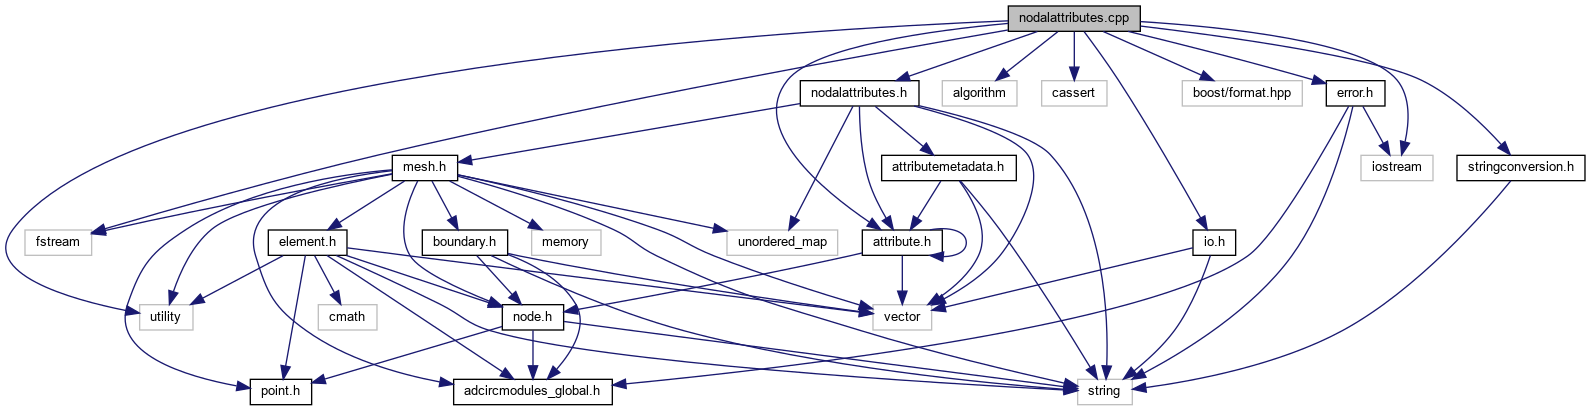 nodalattributes.cpp
nodalattributes.h
algorithm
cassert
boost/format.hpp
error.h
mesh.h
attributemetadata.h
iostream
stringconversion.h
fstream
element.h
boundary.h
memory
unordered_map
attribute.h
io.h
utility
cmath
node.h
vector
point.h
adcircmodules_global.h
string